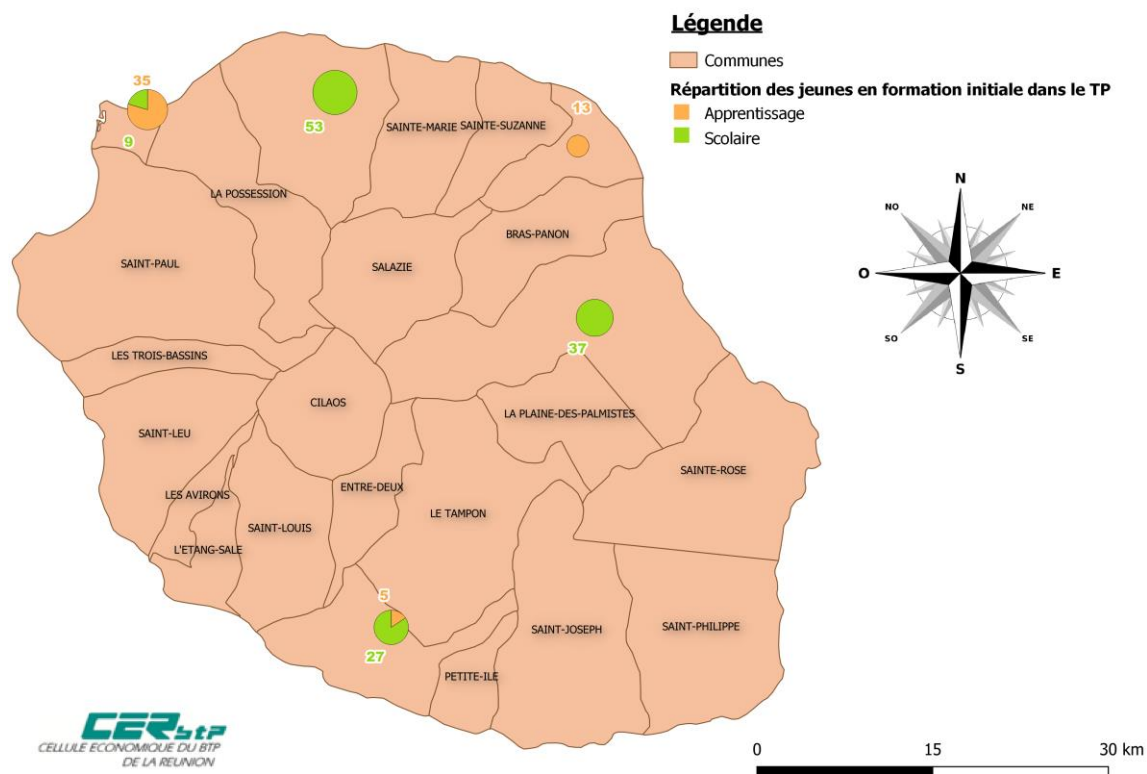 Légende
Communes
Répartition des jeunes en formation initiale dans le TP
Apprentissage
Scolaire
35
9
53
13
SAINTE-MARIE
SAINTE-SUZANNE
LA POSSESSION
BRAS-PANON
SAINT-PAUL
SALAZIE
37
LES TROIS-BASSINS
CILAOS
LA PLAINE-DES-PALMISTES
SAINT-LEU
SAINTE-ROSE
ENTRE-DEUX
LES AVIRONS
LE TAMPON
SAINT-LOUIS
L'ETANG-SALE
5
27
SAINT-JOSEPH
SAINT-PHILIPPE
PETITE-ILE
N
NO
NE
O
E
SO
SE
S
CERbtp
CELLULE ECONOMIQUE DU BTP
DE LA REUNION
0 15 30 km